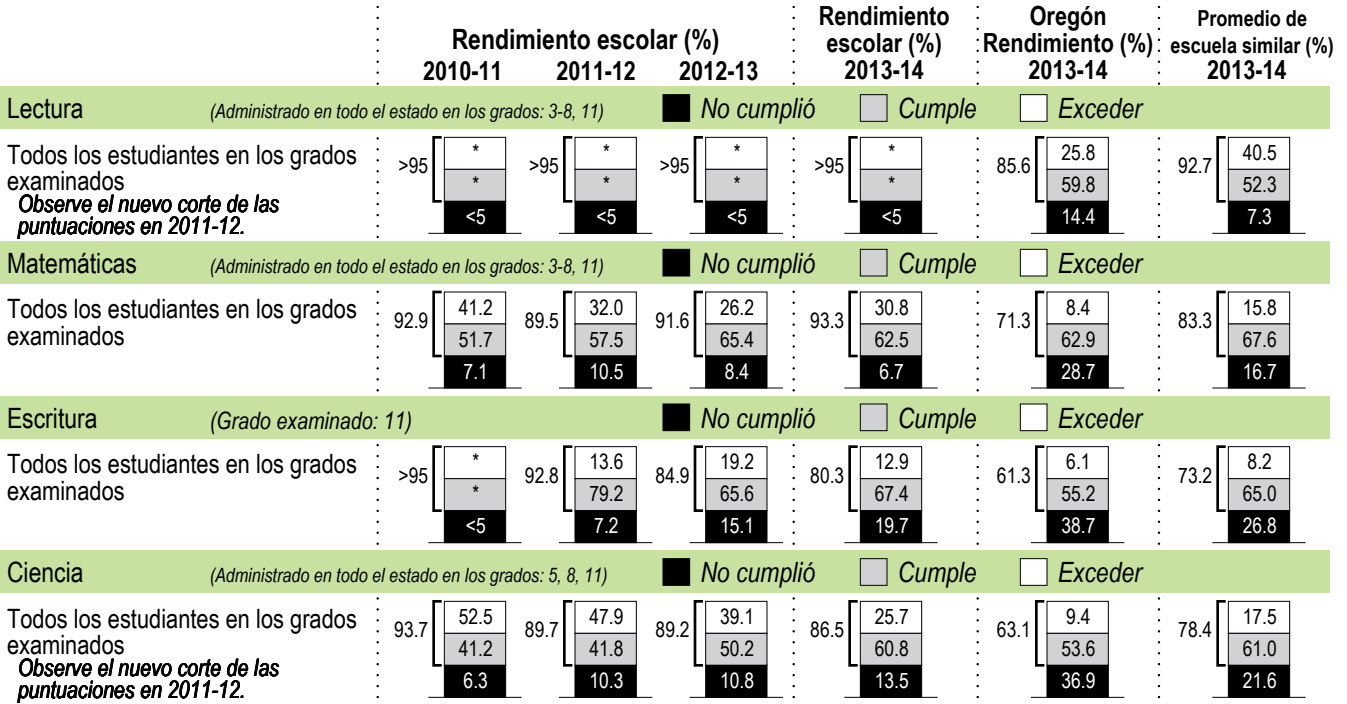 Rendimiento escolar (%)
2010-11 2011-12 2012-13
Rendimiento
escolar (%)
2013-14
Oregón
Rendimiento (%)
2013-14
Promedio de
escuela similar (%)
2013-14
Lectura (Administrado en todo el estado en los grados: 3-8, 11) No cumplió Cumple Exceder
Todos los estudiantes en los grados
examinados
Observe el nuevo corte de las
puntuaciones en 2011-12.
>95 * * <5
>95 * * <5
>95 * * <5
>95 * * <5
85.6 25.8 59.8 14.4
92.7 40.5 52.3 7.3
Matemáticas (Administrado en todo el estado en los grados: 3-8, 11) No cumplió Cumple Exceder
Todos los estudiantes en los grados
examinados
92.9 41.2 51.7 7.1
89.5 32.0 57.5 10.5
91.6 26.2 65.4 8.4
93.3 30.8 62.5 6.7
71.3 8.4 62.9 28.7
83.3 15.8 67.6 16.7
Escritura (Grado examinado: 11) No cumplió Cumple Exceder
Todos los estudiantes en los grados
examinados
>95 * * <5
92.8 13.6 79.2 7.2
84.9 19.2 65.6 15.1
80.3 12.9 67.4 19.7
61.3 6.1 55.2 38.7
73.2 8.2 65.0 26.8
Ciencia (Administrado en todo el estado en los grados: 5, 8, 11) No cumplió Cumple Exceder
Todos los estudiantes en los grados
examinados
Observe el nuevo corte de las
puntuaciones en 2011-12.
93.7 52.5 41.2 6.3
89.7 47.9 41.8 10.3
89.2 39.1 50.2 10.8
86.5 25.7 60.8 13.5
63.1 9.4 53.6 36.9
78.4 17.5 61.0 21.6